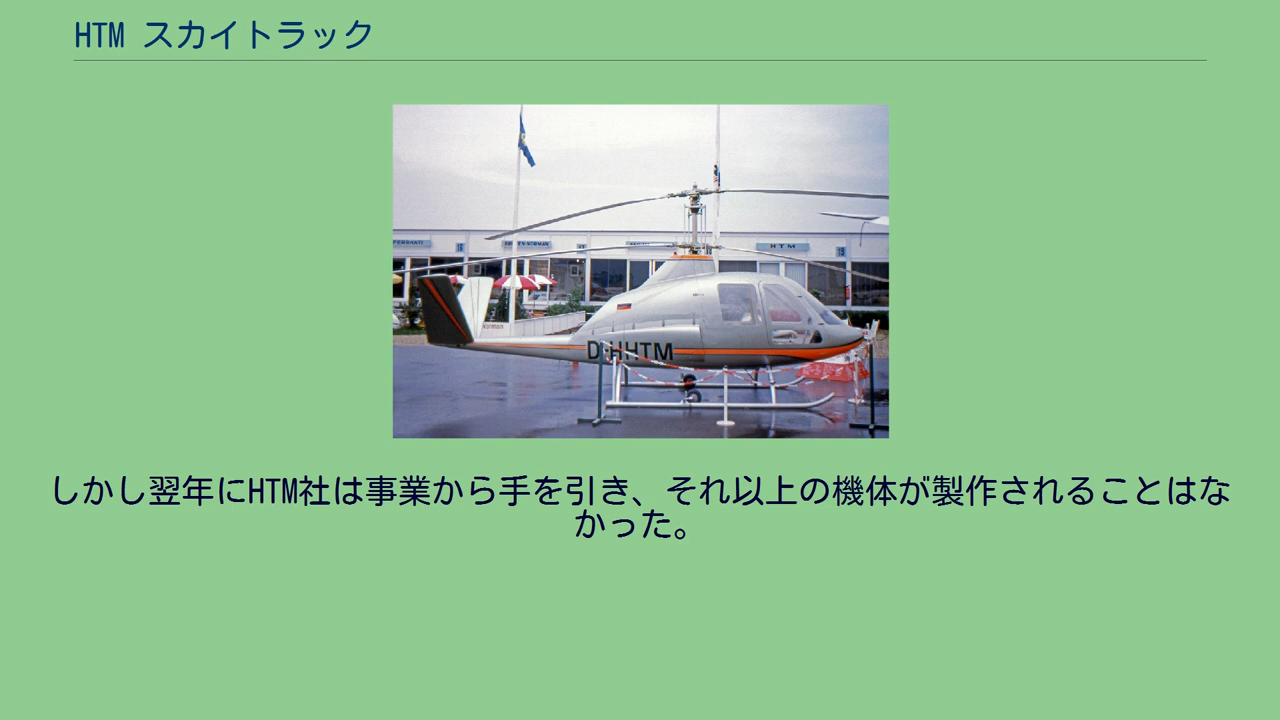 HTM スカイトラック
HTM
D-HHTM
しかし翌年にHTM社は事業から手を引き、それ以上の機体が製作されることはな
かった。